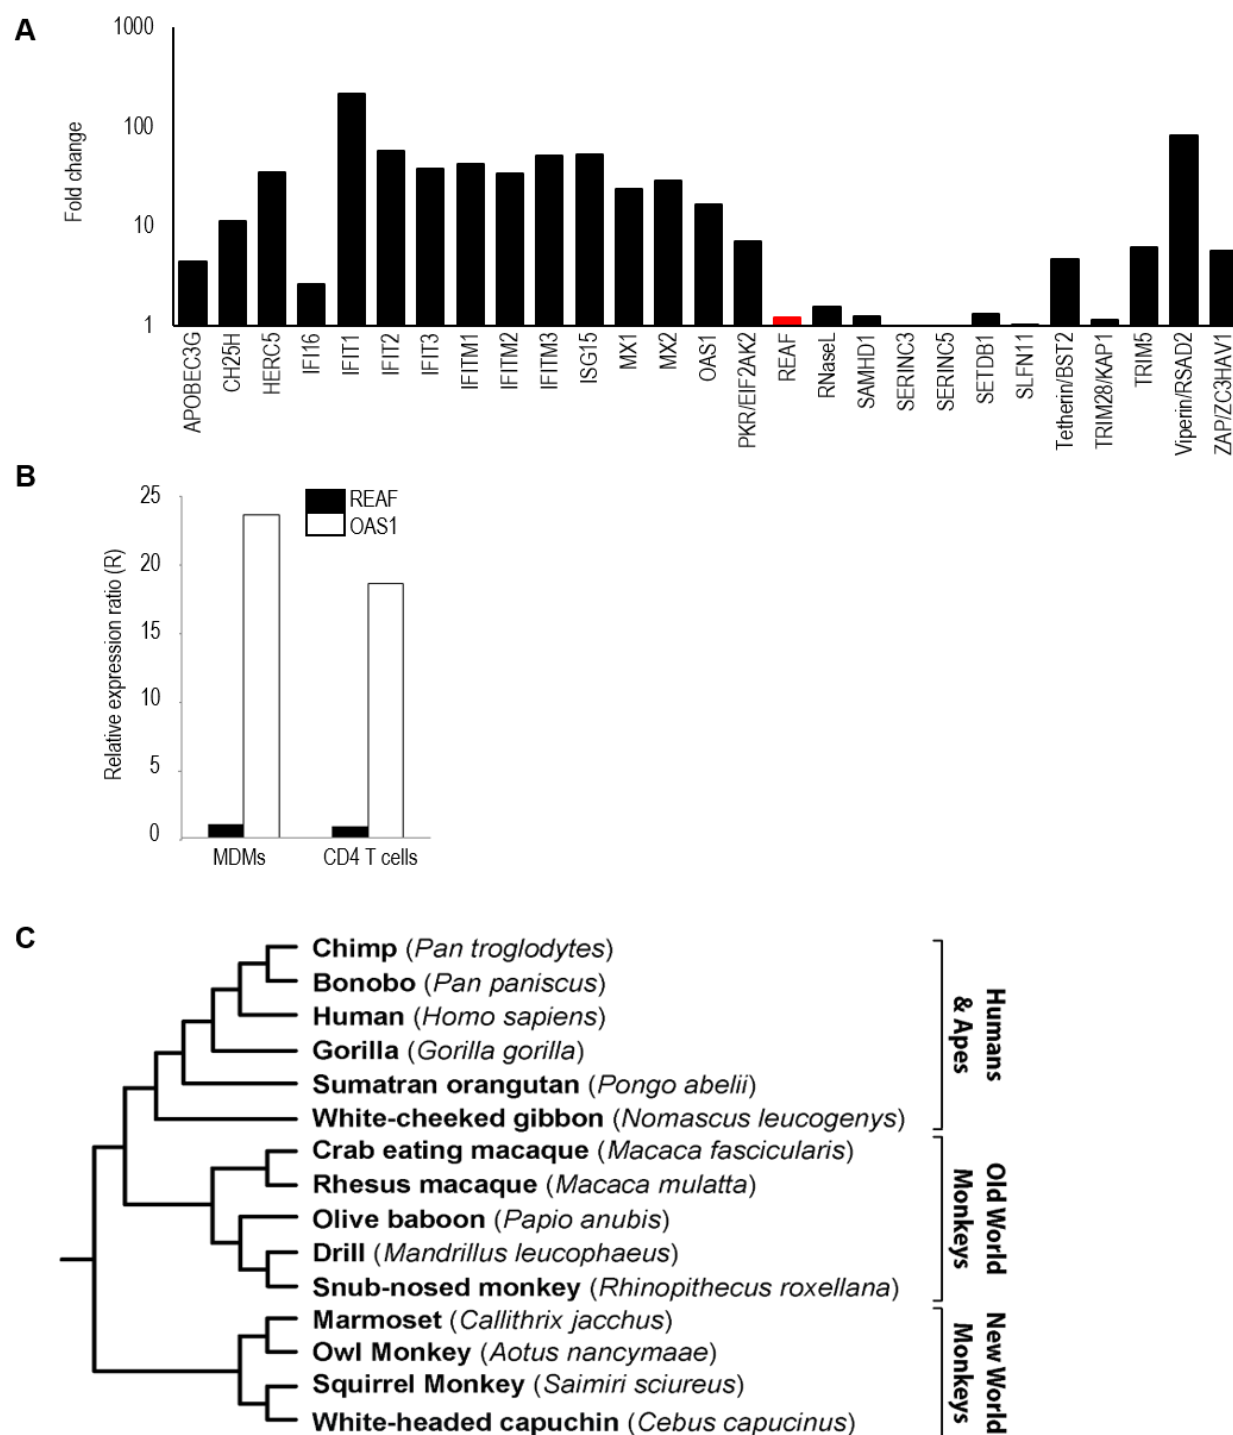 A
1000
100
10
1
Fold change
APOBEC3G
CH25H
HERC5
IFI16
IFIT1
IFIT2
IFIT3
IFITM1
IFITM2
IFITM3
ISG15
MX1
MX2
OAS1
PKR/EIF2AK2
REAF
RNaseL
SAMHD1
SERINC3
SERINC5
SETDB1
SLFN11
Tetherin/BST2
TRIM28/KAP1
TRIM5
Viperin/RSAD2
ZAP/ZC3HAV1
B
25
20
15
10
5
0
Relative expression ratio (R)
REAF
OAS1
MDMs
CD4 T cells
C
Chimp (Pan troglodytes)
Bonobo (Pan paniscus)
Human (Homo sapiens)
Gorilla (Gorilla gorilla)
Sumatran orangutan (Pongo abelii)
White-cheeked gibbon (Nomascus leucogenys)
Humans
& Apes
Crab eating macaque (Macaca fascicularis)
Rhesus macaque (Macaca mulatta)
Olive baboon (Papio anubis)
Drill (Mandrillus leucophaeus)
Snub-nosed monkey (Rhinopithecus roxellana)
Old World
Monkeys
Marmoset (Callithrix jacchus)
Owl Monkey (Aotus nancymaae)
Squirrel Monkey (Saimiri sciureus)
White-headed capuchin (Cebus capucinus)
New World
Monkeys